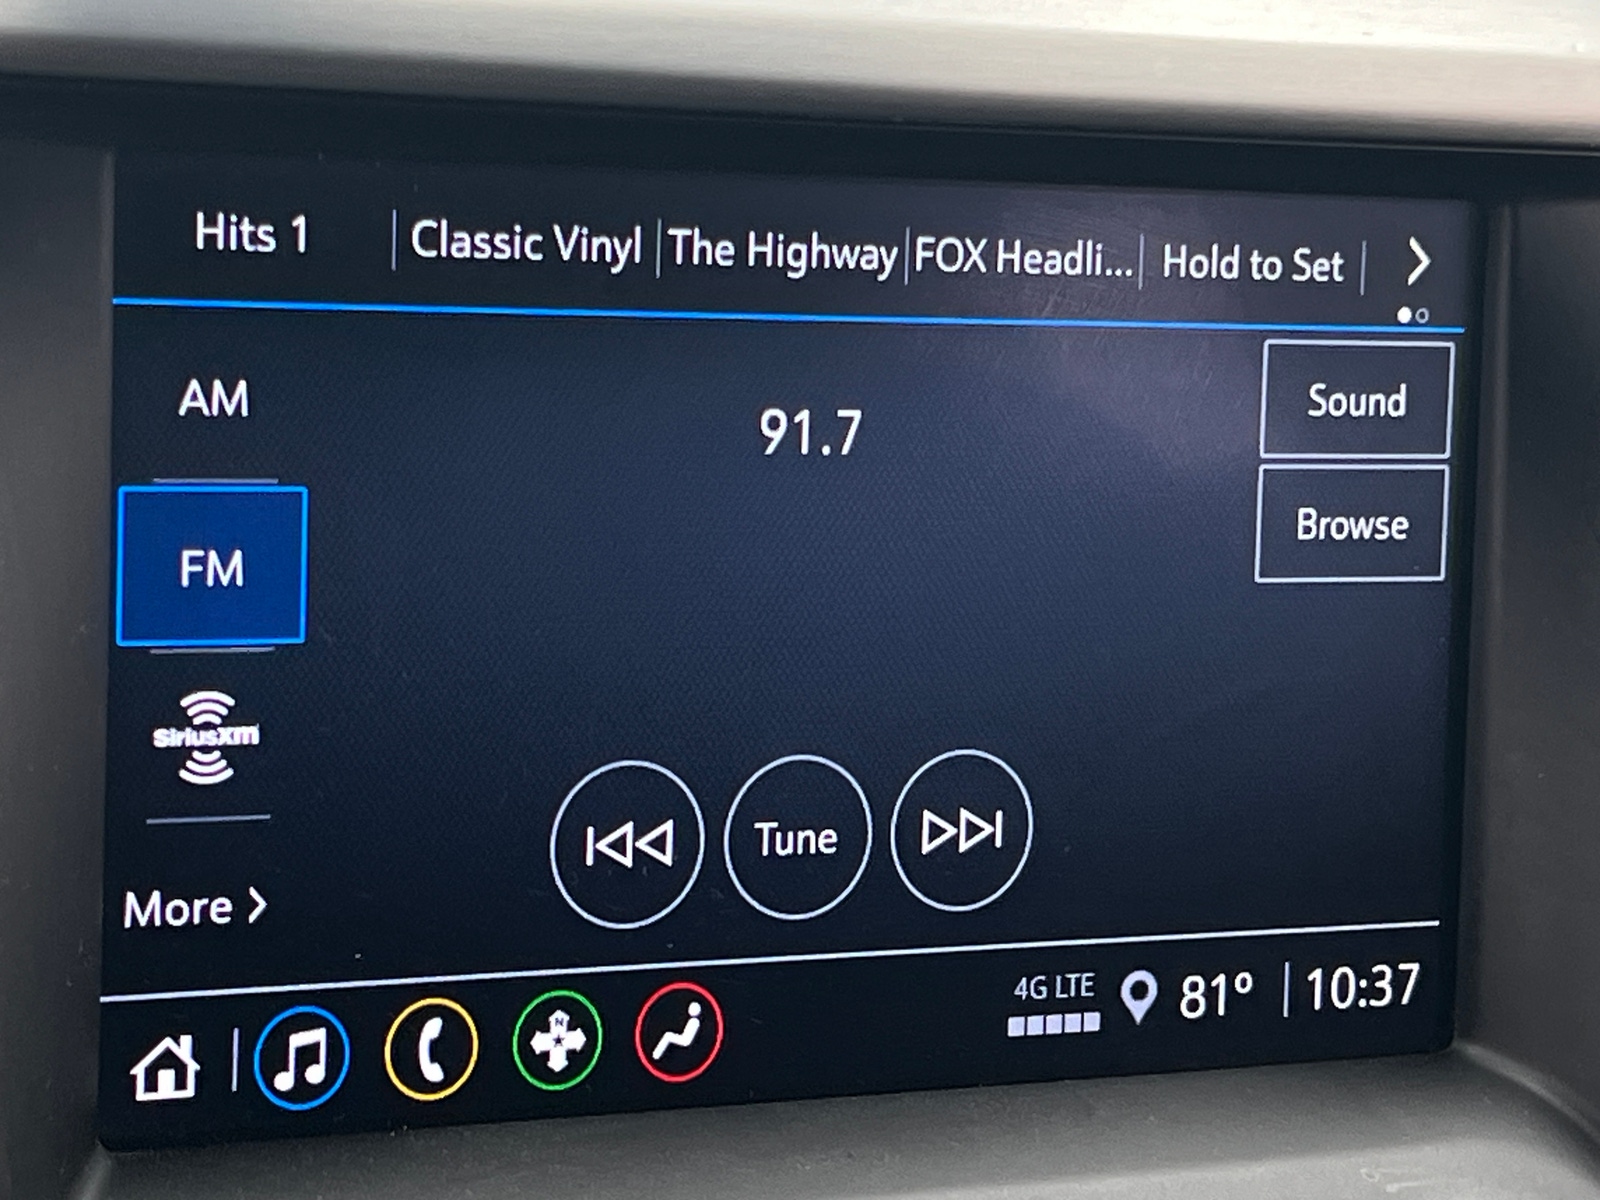 Hits 1 | Classic Vinyl | The Highway | FOX Headli... | Hold to Set |
AM
91.7
Sound
Browse
FM
SiriusXm
Tune
More
4G LTE
81° | 10:37
N